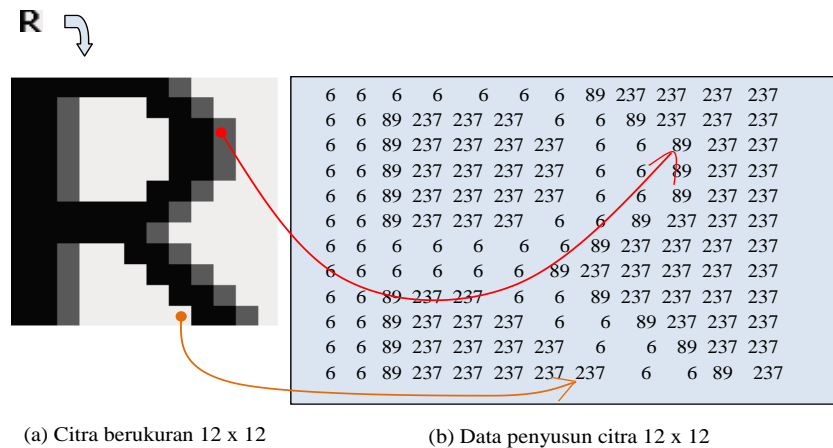 R
6 6 6 6 6 6 6 89 237 237 237 237
6 6 89 237 237 237 6 6 89 237 237 237
6 6 89 237 237 237 237 6 6 89 237 237
6 6 89 237 237 237 237 6 6 89 237 237
6 6 89 237 237 237 237 6 6 89 237 237
6 6 89 237 237 237 6 6 89 237 237 237
6 6 6 6 6 6 6 89 237 237 237 237
6 6 6 6 6 6 89 237 237 237 237 237
6 6 89 237 237 6 6 89 237 237 237 237
6 6 89 237 237 237 6 6 89 237 237 237
6 6 89 237 237 237 237 6 6 89 237 237
6 6 89 237 237 237 237 237 6 6 89 237
(a) Citra berukuran 12 x 12
(b) Data penyusun citra 12 x 12